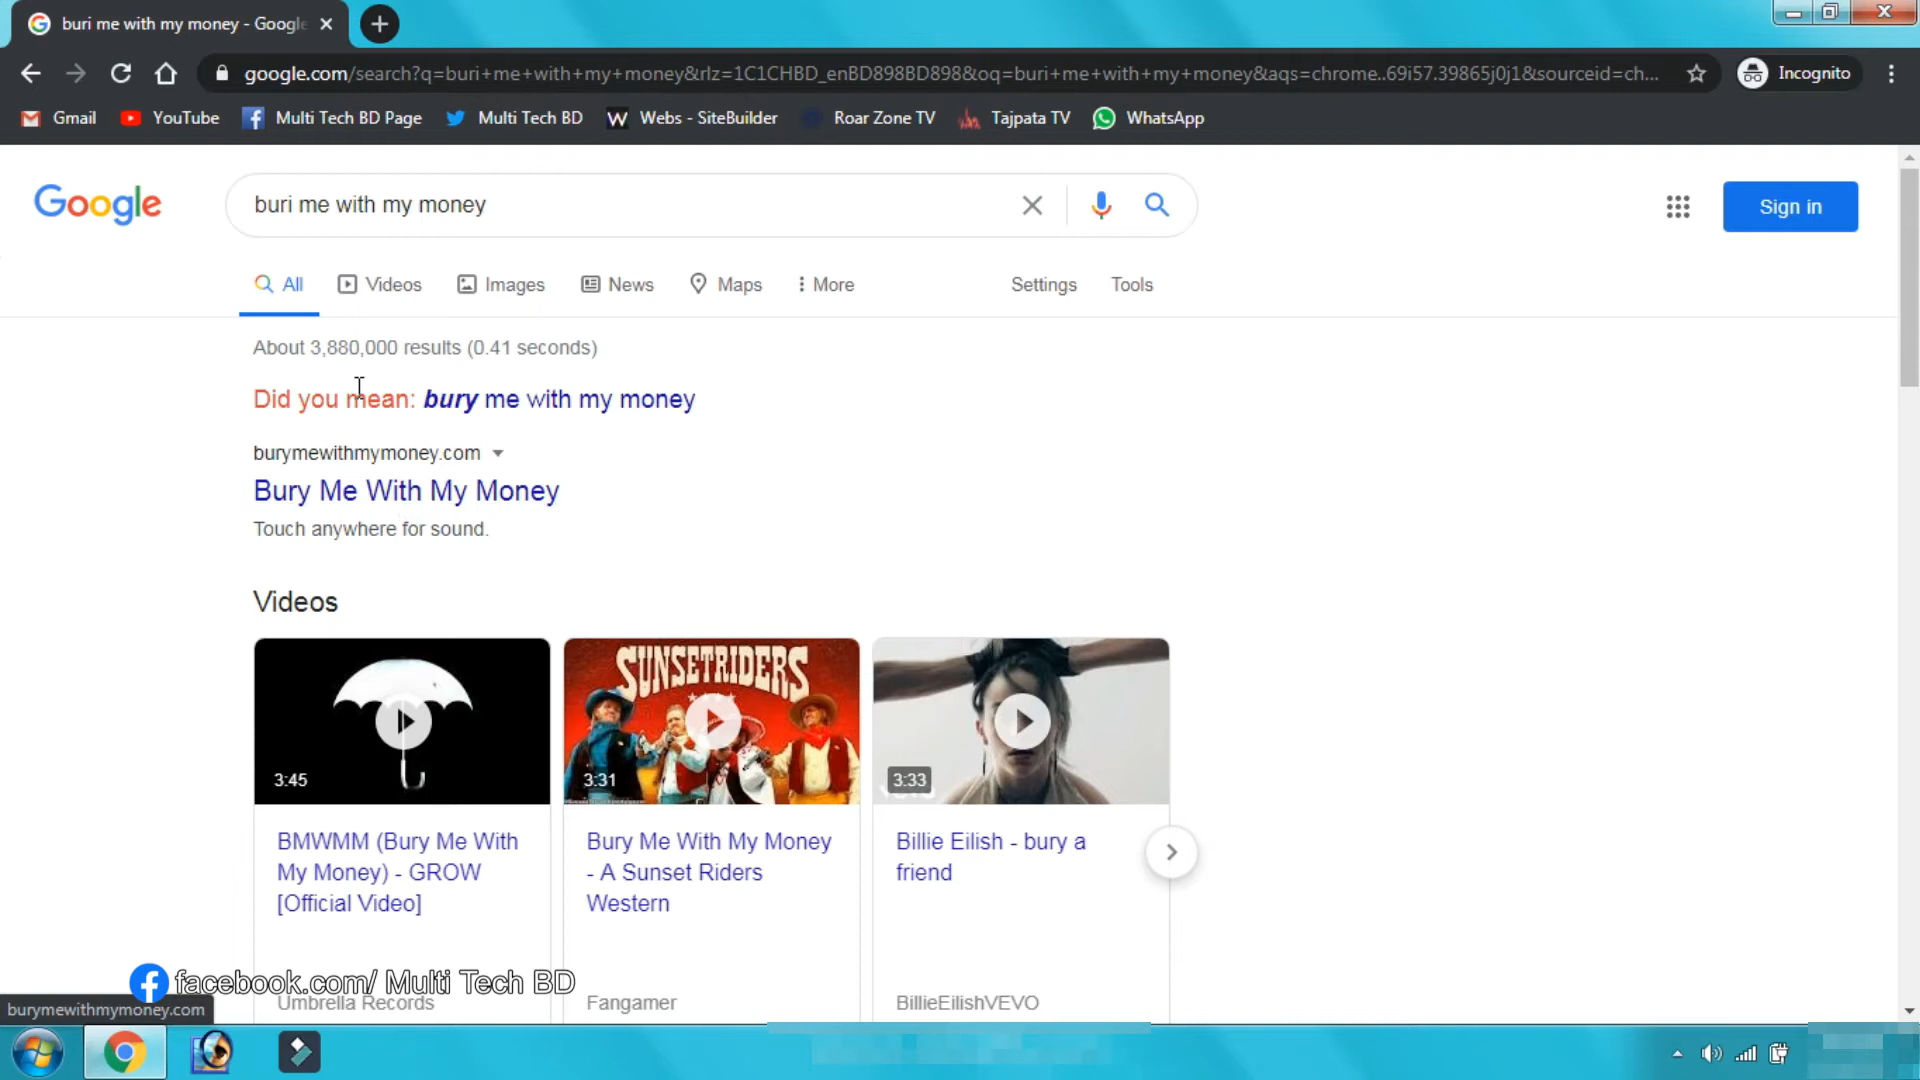 buri me with my money - Google
google.com/search?q=buri+me+with+my+money&rlz=1C1CHBD_enBD898BD898&oq=buri+me+with+my+money&aqs=chrome..69i57.39865j0j1&sourceid=ch...
Incognito
Gmail
YouTube
Multi Tech BD Page
Multi Tech BD
W Webs - SiteBuilder
Roar Zone TV
Tajpata TV
WhatsApp
Google
buri me with my money
Sign in
All
Videos
Images
News
Maps
More
Settings
Tools
About 3,880,000 results (0.41 seconds)
Did you mean: bury me with my money
burymewithmymoney.com
Bury Me With My Money
Touch anywhere for sound.
Videos
SUNSETRIDERS
3:45
3:31
3:33
BMWMM (Bury Me With
My Money) - GROW
[Official Video]
Bury Me With My Money
- A Sunset Riders
Western
Billie Eilish - bury a
friend
facebook.com/ Multi Tech BD
Umbrella Records
Fangamer
BillieEilishVEVO
burymewithmymoney.com